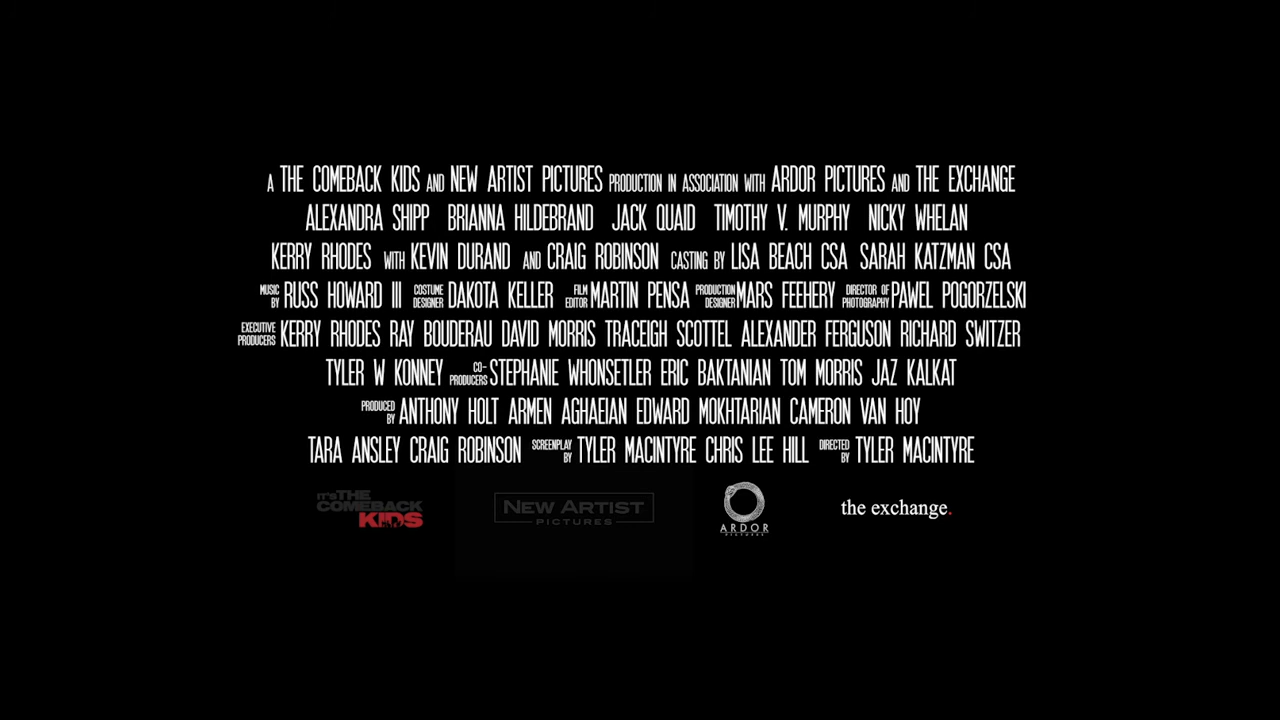 A THE COMEBACK KIDS AND NEW ARTIST PICTURES PRODUCTION IN ASSOCIATION WITH ARDOR PICTURES AND THE EXCHANGE
ALEXANDRA SHIPP BRIANNA HILDEBRAND JACK QUAID TIMOTHY V. MURPHY NICKY WHELAN
KERRY RHODES WITH KEVIN DURAND AND CRAIG ROBINSON CASTING BY LISA BEACH CSA SARAH KATZMAN CSA
MUSIC BY RUSS HOWARD III COSTUME DESIGNER DAKOTA KELLER FILM EDITOR MARTIN PENSA PRODUCTION DESIGNER MARS FEEHERY DIRECTOR OF PHOTOGRAPHY PAWEL POGORZELSKI
EXECUTIVE PRODUCERS KERRY RHODES RAY BOUDERAU DAVID MORRIS TRACEIGH SCOTTEL ALEXANDER FERGUSON RICHARD SWITZER
TYLER W KONNEY CO-PRODUCERS STEPHANIE WHONSETLER ERIC BAKTANIAN TOM MORRIS JAZ KALKAT
PRODUCED BY ANTHONY HOLT ARMEN AGHAEIAN EDWARD MOKHTARIAN CAMERON VAN HOY
TARA ANSLEY CRAIG ROBINSON SCREENPLAY BY TYLER MACINTYRE CHRIS LEE HILL DIRECTED BY TYLER MACINTYRE
IT'S THE COMEBACK KIDS
NEW ARTIST PICTURES
ARDOR PICTURES
the exchange.